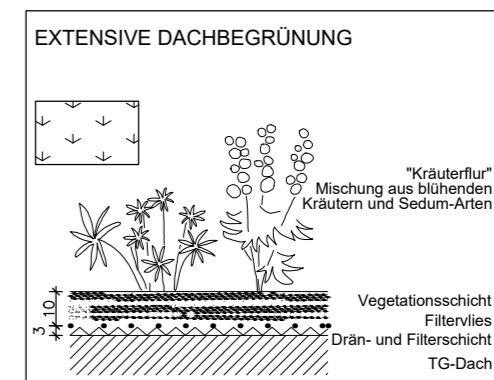 EXTENSIVE DACHBEGRÜNUNG
"Kräuterflur"
Mischung aus blühenden
Kräutern und Sedum-Arten
10
Vegetationsschicht
Filtervlies
3
Drän- und Filterschicht
TG-Dach